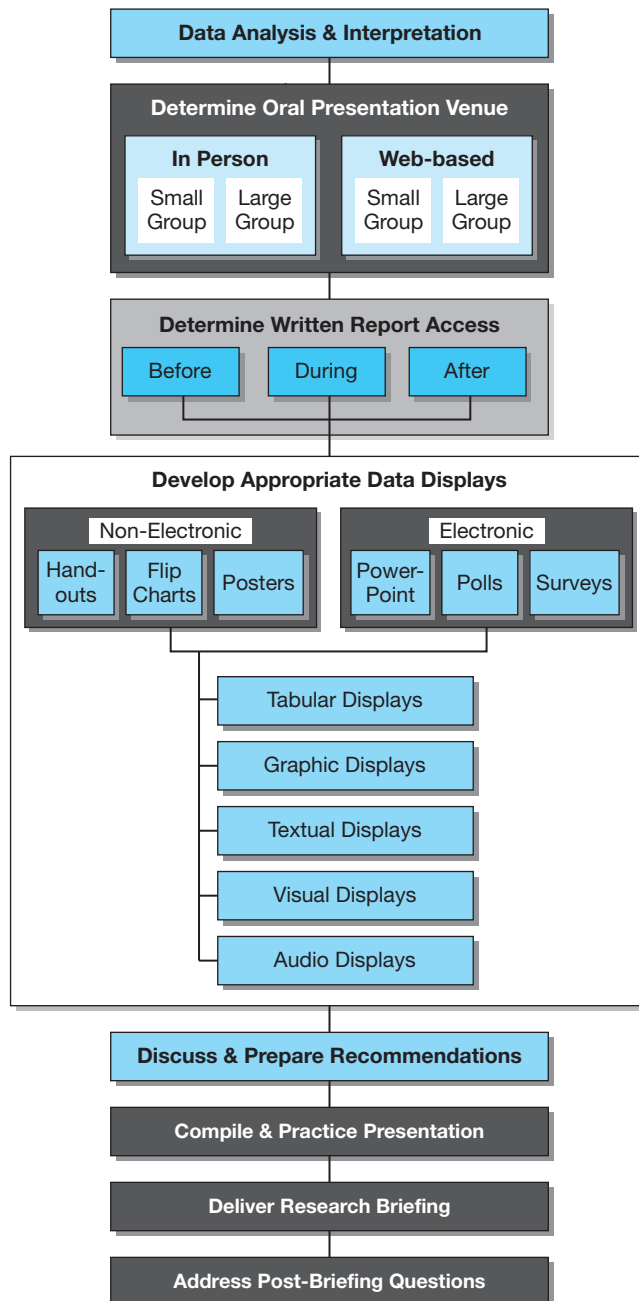 Data Analysis & Interpretation
Determine Oral Presentation Venue
In Person
Small
Group
Large
Group
Web-based
Small
Group
Large
Group
Determine Written Report Access
Before
During
After
Develop Appropriate Data Displays
Non-Electronic
Hand-
outs
Flip
Charts
Posters
Electronic
Power-
Point
Polls
Surveys
Tabular Displays
Graphic Displays
Textual Displays
Visual Displays
Audio Displays
Discuss & Prepare Recommendations
Compile & Practice Presentation
Deliver Research Briefing
Address Post-Briefing Questions